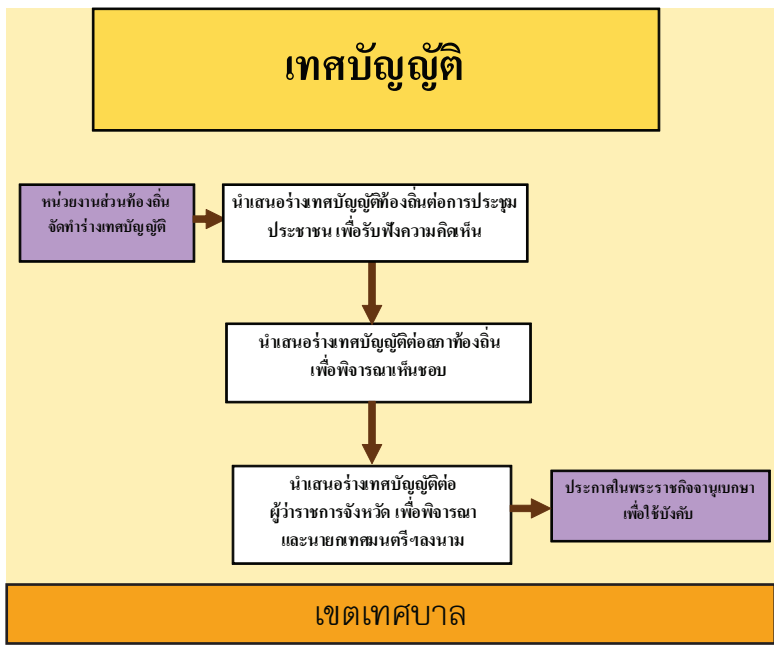 เทศบัญญัติ
หน่วยงานส่วนท้องถิ่น
จัดทำร่างเทศบัญญัติ
นำเสนอร่างเทศบัญญัติท้องถิ่นต่อการประชุม
ประชาชน เพื่อรับฟังความคิดเห็น
นำเสนอร่างเทศบัญญัติต่อสภาท้องถิ่น
เพื่อพิจารณาเห็นชอบ
นำเสนอร่างเทศบัญญัติต่อ
ผู้ว่าราชการจังหวัด เพื่อพิจารณา
และนายกเทศมนตรีฯลงนาม
ประกาศในพระราชกิจจานุเบกษา
เพื่อใช้บังคับ
เขตเทศบาล